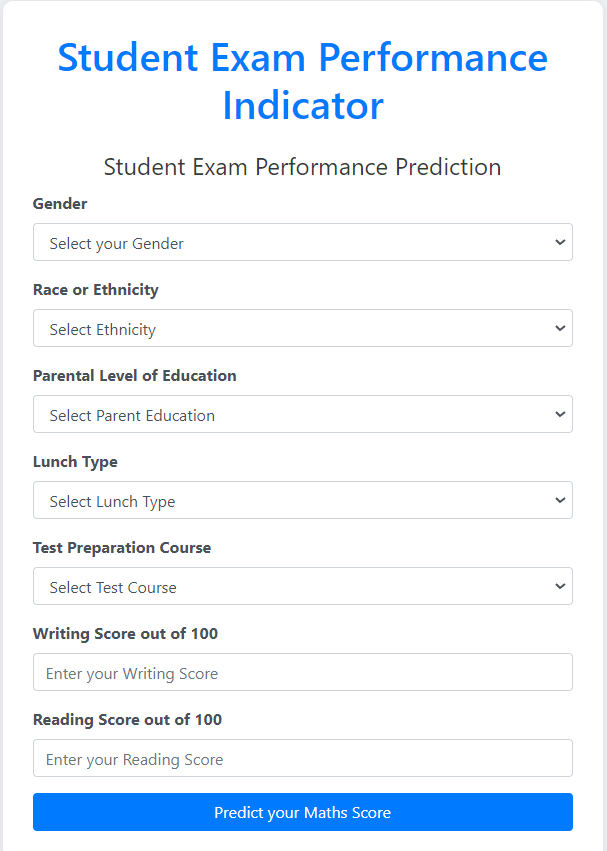 Student Exam Performance
Indicator
Student Exam Performance Prediction
Gender
Select your Gender
Race or Ethnicity
Select Ethnicity
Parental Level of Education
Select Parent Education
Lunch Type
Select Lunch Type
Test Preparation Course
Select Test Course
Writing Score out of 100
Enter your Writing Score
Reading Score out of 100
Enter your Reading Score
Predict your Maths Score